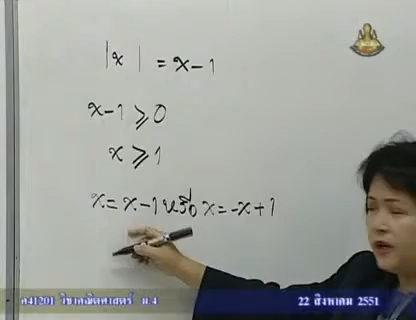 |x| = x-1
x-1 ⩾ 0
x ⩾ 1
x = x-1 หรือ x = -x+1
ค41201 วิชาคณิตศาสตร์ ม.4
22 สิงหาคม 2551